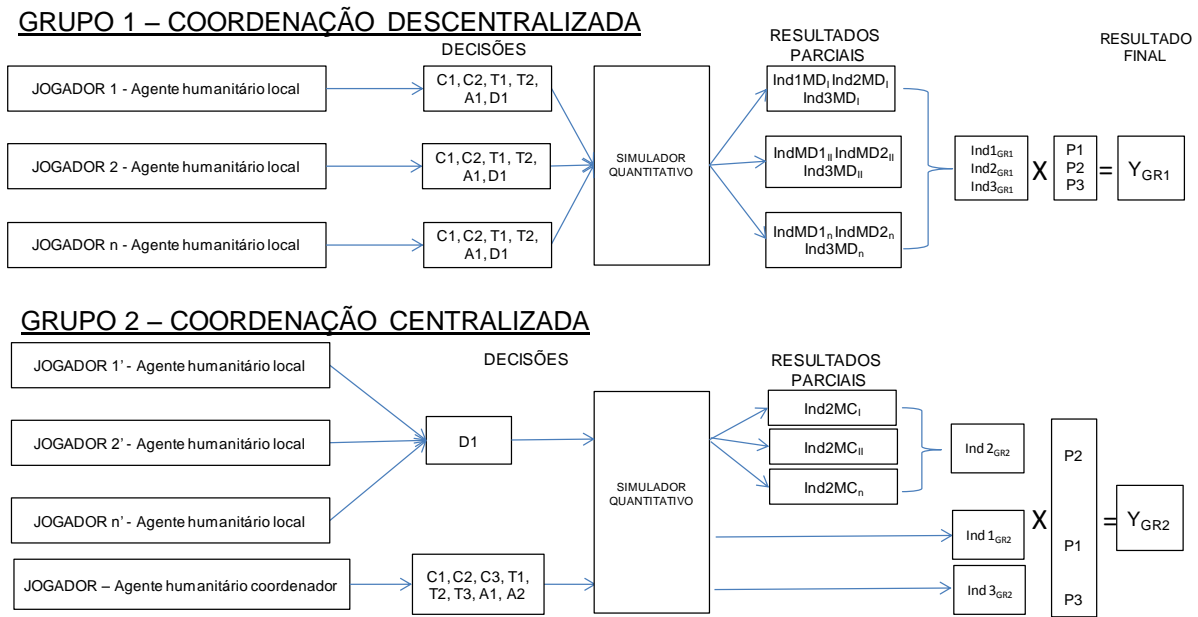 GRUPO 1 – COORDENAÇÃO DESCENTRALIZADA
DECISÕES
RESULTADOS
PARCIAIS
RESULTADO
FINAL
JOGADOR 1 - Agente humanitário local
C1, C2, T1, T2,
A1, D1
JOGADOR 2 - Agente humanitário local
C1, C2, T1, T2,
A1, D1
JOGADOR n - Agente humanitário local
C1, C2, T1, T2,
A1, D1
SIMULADOR
QUANTITATIVO
Ind1MDI Ind2MDI
Ind3MDI
IndMD1II IndMD2II
Ind3MDII
IndMD1n IndMD2n
Ind3MDn
Ind1GR1
Ind2GR1
Ind3GR1
X
P1
P2
P3
=
YGR1
GRUPO 2 – COORDENAÇÃO CENTRALIZADA
DECISÕES
RESULTADOS
PARCIAIS
JOGADOR 1' - Agente humanitário local
JOGADOR 2' - Agente humanitário local
JOGADOR n' - Agente humanitário local
JOGADOR – Agente humanitário coordenador
D1
C1, C2, C3, T1,
T2, T3, A1, A2
SIMULADOR
QUANTITATIVO
Ind2MCI
Ind2MCII
Ind2MCn
Ind 2GR2
Ind 1GR2
Ind 3GR2
X
P2
P1
P3
=
YGR2